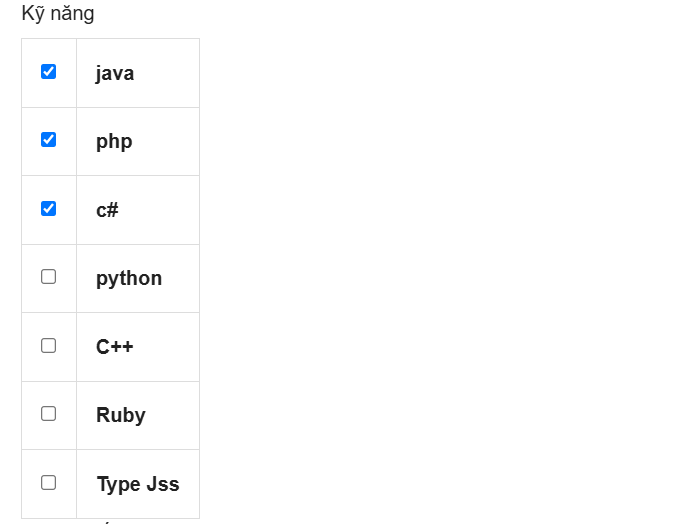 Kỹ năng
java
php
c#
python
C++
Ruby
Type Jss